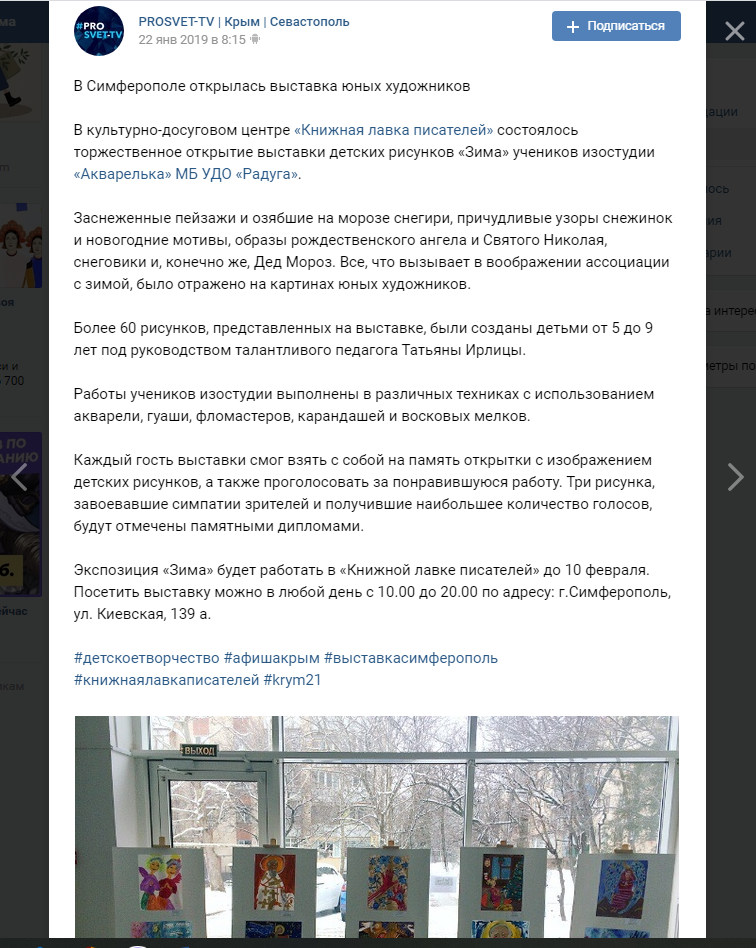 #PRO
SVET-TV
PROSVET-TV | Крым | Севастополь
22 янв 2019 в 8:15
Подписаться
В Симферополе открылась выставка юных художников
В культурно-досуговом центре «Книжная лавка писателей» состоялось
торжественное открытие выставки детских рисунков «Зима» учеников изостудии
«Акварелька» МБ УДО «Радуга».
Заснеженные пейзажи и озябшие на морозе снегири, причудливые узоры снежинок
и новогодние мотивы, образы рождественского ангела и Святого Николая,
снеговики и, конечно же, Дед Мороз. Все, что вызывает в воображении ассоциации
с зимой, было отражено на картинах юных художников.
Более 60 рисунков, представленных на выставке, были созданы детьми от 5 до 9
лет под руководством талантливого педагога Татьяны Ирлицы.
Работы учеников изостудии выполнены в различных техниках с использованием
акварели, гуаши, фломастеров, карандашей и восковых мелков.
Каждый гость выставки смог взять с собой на память открытки с изображением
детских рисунков, а также проголосовать за понравившуюся работу. Три рисунка,
завоевавшие симпатии зрителей и получившие наибольшее количество голосов,
будут отмечены памятными дипломами.
Экспозиция «Зима» будет работать в «Книжной лавке писателей» до 10 февраля.
Посетить выставку можно в любой день с 10.00 до 20.00 по адресу: г.Симферополь,
ул. Киевская, 139 а.
#детскоетворчество #афишакрым #выставкасимферополь
#книжнаялавкаписателей #krym21
ВЫХОД